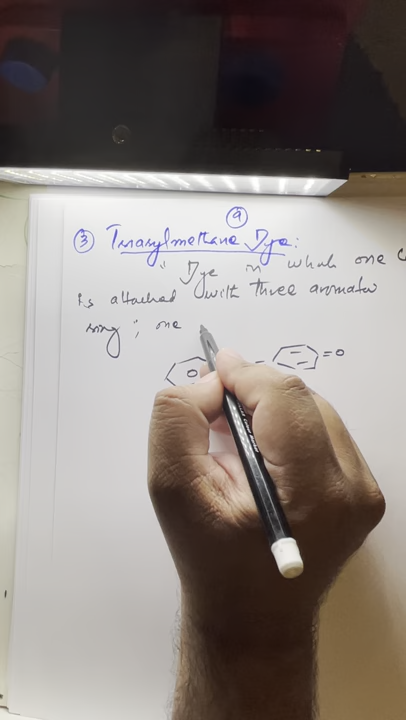 9
③ Triarylmethane Dye:
" Dye in which one C
is attached with three aromatic
ring ; one
= O